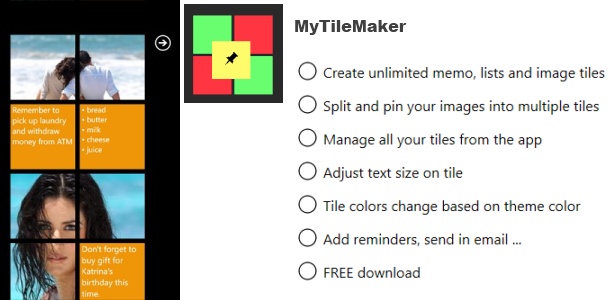 Remember to
pick up laundry
and withdraw
money from ATM
• bread
• butter
• milk
• cheese
• juice
Don't forget to
buy gift for
Katrina's
birthday this
time.
MyTileMaker
Create unlimited memo, lists and image tiles
Split and pin your images into multiple tiles
Manage all your tiles from the app
Adjust text size on tile
Tile colors change based on theme color
Add reminders, send in email ...
FREE download